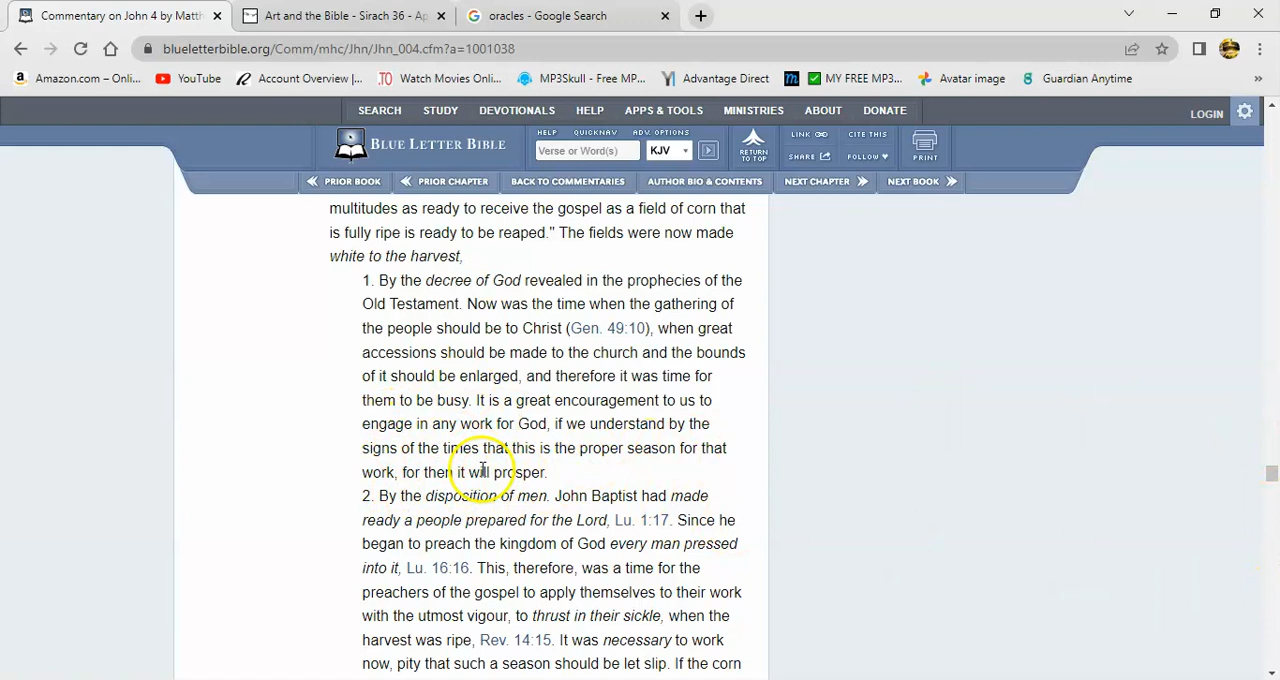 Commentary on John 4 by Matth
Art and the Bible - Sirach 36 - Ap
oracles - Google Search
blueletterbible.org/Comm/mhc/Jhn/Jhn_004.cfm?a=1001038
Amazon.com – Onli...
YouTube
Account Overview |...
Watch Movies Onlin...
MP3Skull - Free MP...
Advantage Direct
MY FREE MP3...
Avatar image
Guardian Anytime
»
SEARCH STUDY DEVOTIONALS HELP APPS & TOOLS MINISTRIES ABOUT DONATE
LOGIN
BLUE LETTER BIBLE
HELP QUICKNAV ADV. OPTIONS
Verse or Word(s) KJV
RETURN TO TOP
LINK CITE THIS
SHARE FOLLOW
PRINT
PRIOR BOOK PRIOR CHAPTER BACK TO COMMENTARIES AUTHOR BIO & CONTENTS NEXT CHAPTER NEXT BOOK
multitudes as ready to receive the gospel as a field of corn that
is fully ripe is ready to be reaped." The fields were now made
white to the harvest,
1. By the decree of God revealed in the prophecies of the
Old Testament. Now was the time when the gathering of
the people should be to Christ (Gen. 49:10), when great
accessions should be made to the church and the bounds
of it should be enlarged, and therefore it was time for
them to be busy. It is a great encouragement to us to
engage in any work for God, if we understand by the
signs of the times that this is the proper season for that
work, for then it will prosper.
2. By the disposition of men. John Baptist had made
ready a people prepared for the Lord, Lu. 1:17. Since he
began to preach the kingdom of God every man pressed
into it, Lu. 16:16. This, therefore, was a time for the
preachers of the gospel to apply themselves to their work
with the utmost vigour, to thrust in their sickle, when the
harvest was ripe, Rev. 14:15. It was necessary to work
now, pity that such a season should be let slip. If the corn